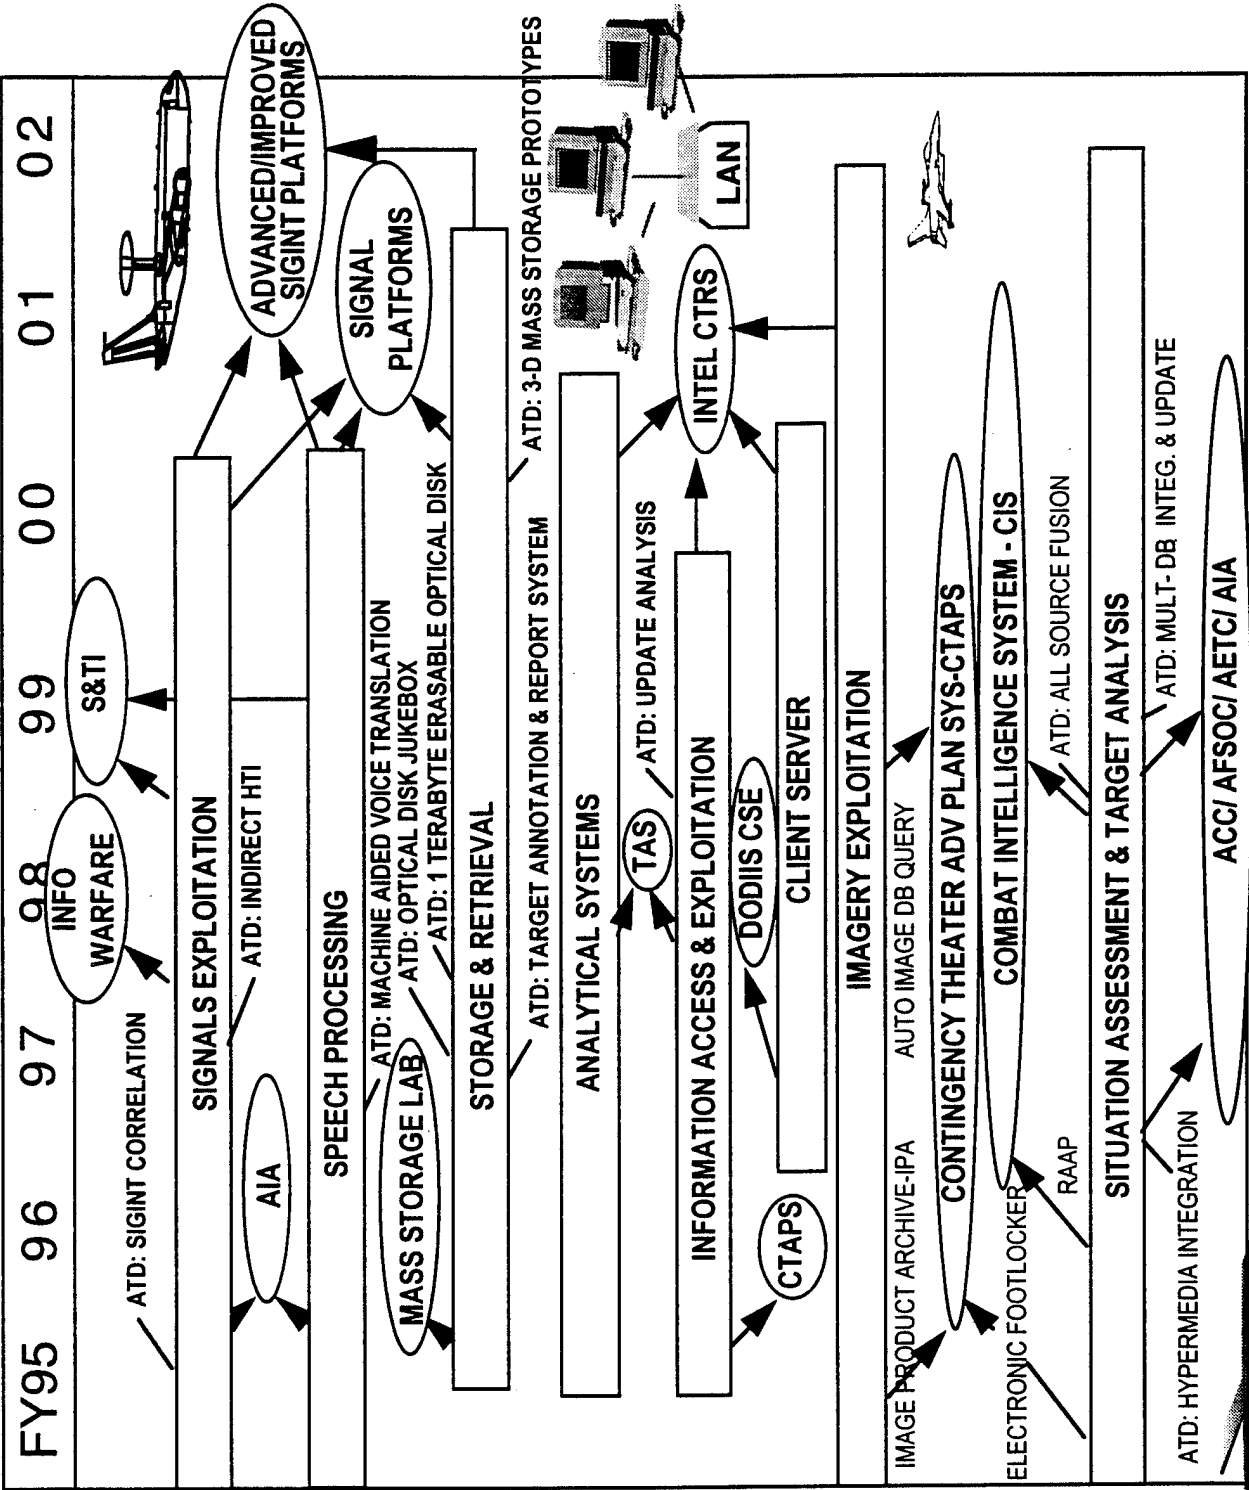 FY95 96 97 98 99 00 01 02
INFO
WARFARE
S&TI
ATD: SIGINT CORRELATION
SIGNALS EXPLOITATION
ATD: INDIRECT HTI
ADVANCED/IMPROVED
SIGINT PLATFORMS
AIA
SPEECH PROCESSING
SIGNAL
PLATFORMS
ATD: MACHINE AIDED VOICE TRANSLATION
MASS STORAGE LAB
ATD: OPTICAL DISK JUKEBOX
ATD: 1 TERABYTE ERASABLE OPTICAL DISK
STORAGE & RETRIEVAL
ATD: TARGET ANNOTATION & REPORT SYSTEM
ATD: 3-D MASS STORAGE PROTOTYPES
ANALYTICAL SYSTEMS
TAS
ATD: UPDATE ANALYSIS
INFORMATION ACCESS & EXPLOITATION
INTEL CTRS
LAN
DODIIS CSE
CTAPS
CLIENT SERVER
IMAGERY EXPLOITATION
IMAGE PRODUCT ARCHIVE-IPA
AUTO IMAGE DB QUERY
CONTINGENCY THEATER ADV PLAN SYS-CTAPS
COMBAT INTELLIGENCE SYSTEM - CIS
ELECTRONIC FOOTLOCKER
RAAP
ATD: ALL SOURCE FUSION
SITUATION ASSESSMENT & TARGET ANALYSIS
ATD: HYPERMEDIA INTEGRATION
ATD: MULT- DB INTEG. & UPDATE
ACC/ AFSOC/ AETC/ AIA